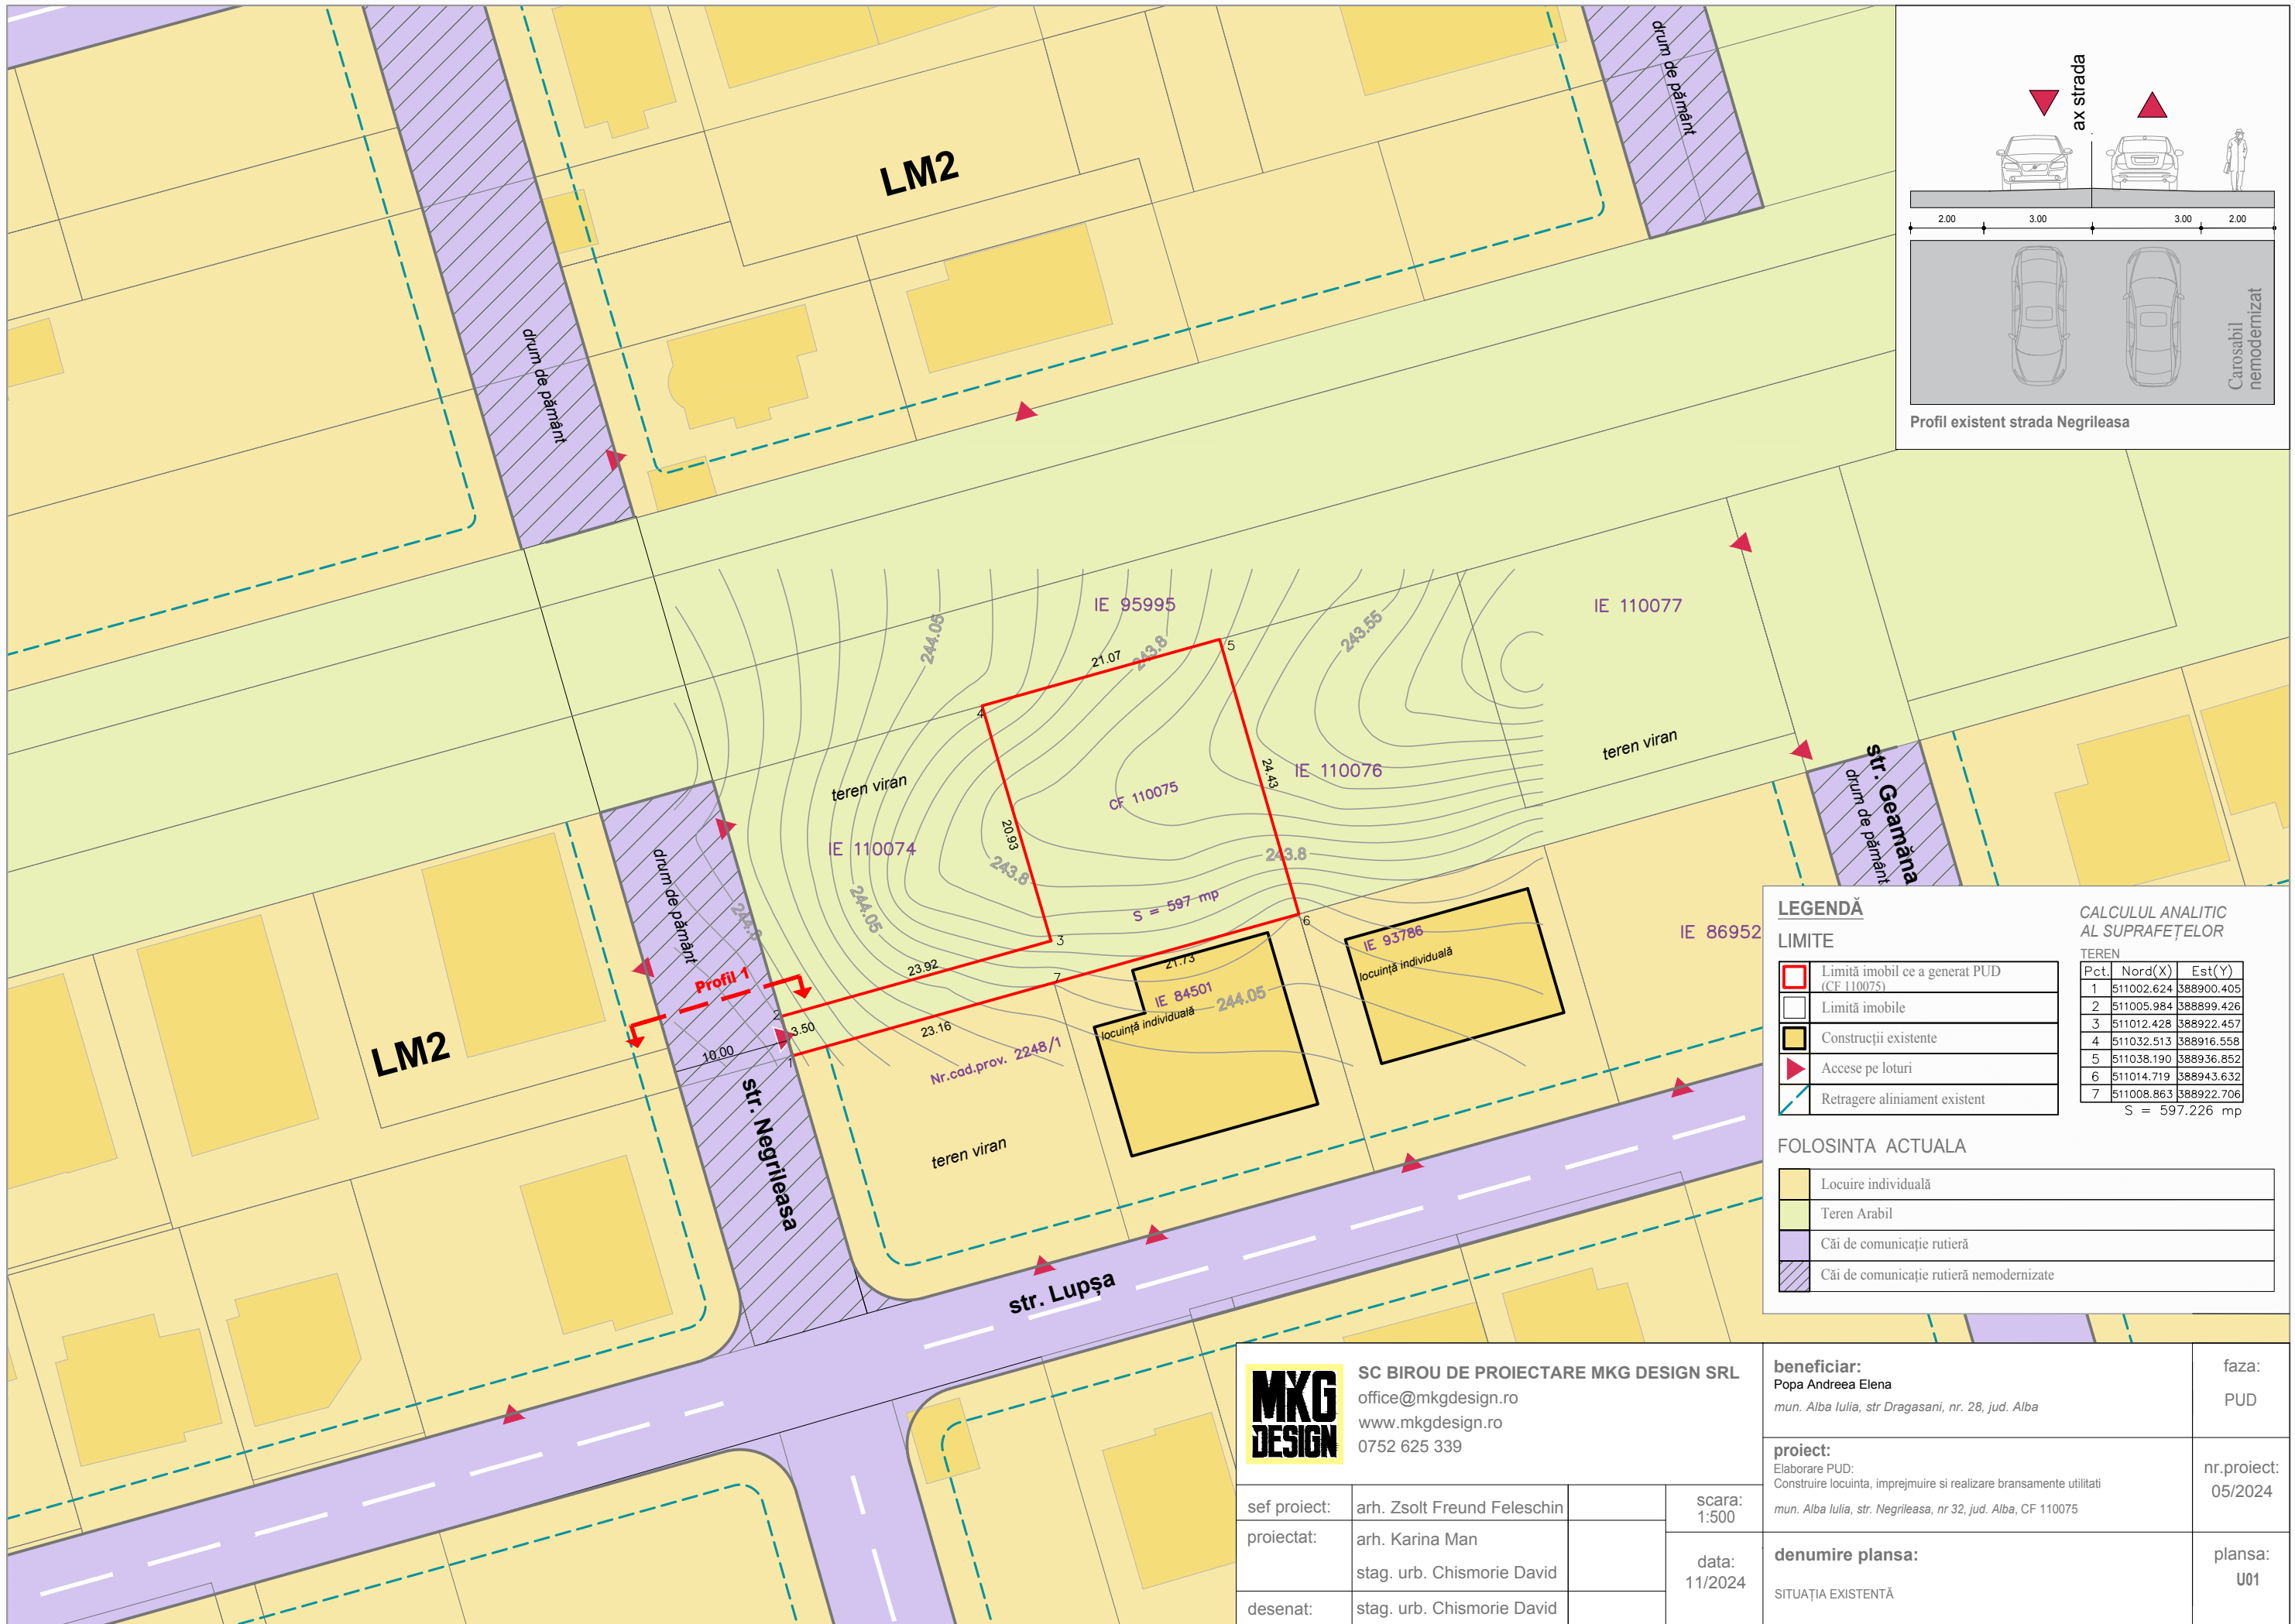 drum de pământ
drum de pământ
LM2
ax strada
2.00 3.00 3.00 2.00
Carosabil
nemodernizat
Profil existent strada Negrileasa
drum de pământ
IE 95995
IE 110077
244.05
243.8
243.55
21.07
5
4
teren viran
teren viran
IE 110076
24.43
CF 110075
20.93
IE 110074
243.8
243.8
244.05
244.3
S = 597 mp
3
6
7
23.92
21.73
23.16
Profil 1
2
3.50
10.00
1
drum de pământ
LM2
str. Negrileasa
Nr.cad.prov. 2248/1
teren viran
IE 84501
locuință individuală
244.05
IE 93786
locuință individuală
IE 86952
str. Geamăna
drum de pământ
str. Lupșa
LEGENDĂ
LIMITE
Limită imobil ce a generat PUD
(CF 110075)
Limită imobile
Construcții existente
Accese pe loturi
Retragere aliniament existent
CALCULUL ANALITIC
AL SUPRAFEȚELOR
TEREN
Pct. Nord(X) Est(Y)
1 511002.624 388900.405
2 511005.984 388899.426
3 511012.428 388922.457
4 511032.513 388916.558
5 511038.190 388936.852
6 511014.719 388943.632
7 511008.863 388922.706
S = 597.226 mp
FOLOSINTA ACTUALA
Locuire individuală
Teren Arabil
Căi de comunicație rutieră
Căi de comunicație rutieră nemodernizate
MKG
DESIGN
SC BIROU DE PROIECTARE MKG DESIGN SRL
office@mkgdesign.ro
www.mkgdesign.ro
0752 625 339
sef proiect: arh. Zsolt Freund Feleschin
proiectat: arh. Karina Man
stag. urb. Chismorie David
desenat: stag. urb. Chismorie David
scara:
1:500
data:
11/2024
beneficiar:
Popa Andreea Elena
mun. Alba Iulia, str Dragasani, nr. 28, jud. Alba
proiect:
Elaborare PUD:
Construire locuinta, imprejmuire si realizare bransamente utilitati
mun. Alba Iulia, str. Negrileasa, nr 32, jud. Alba, CF 110075
denumire plansa:
SITUAȚIA EXISTENTĂ
faza:
PUD
nr.proiect:
05/2024
plansa:
U01